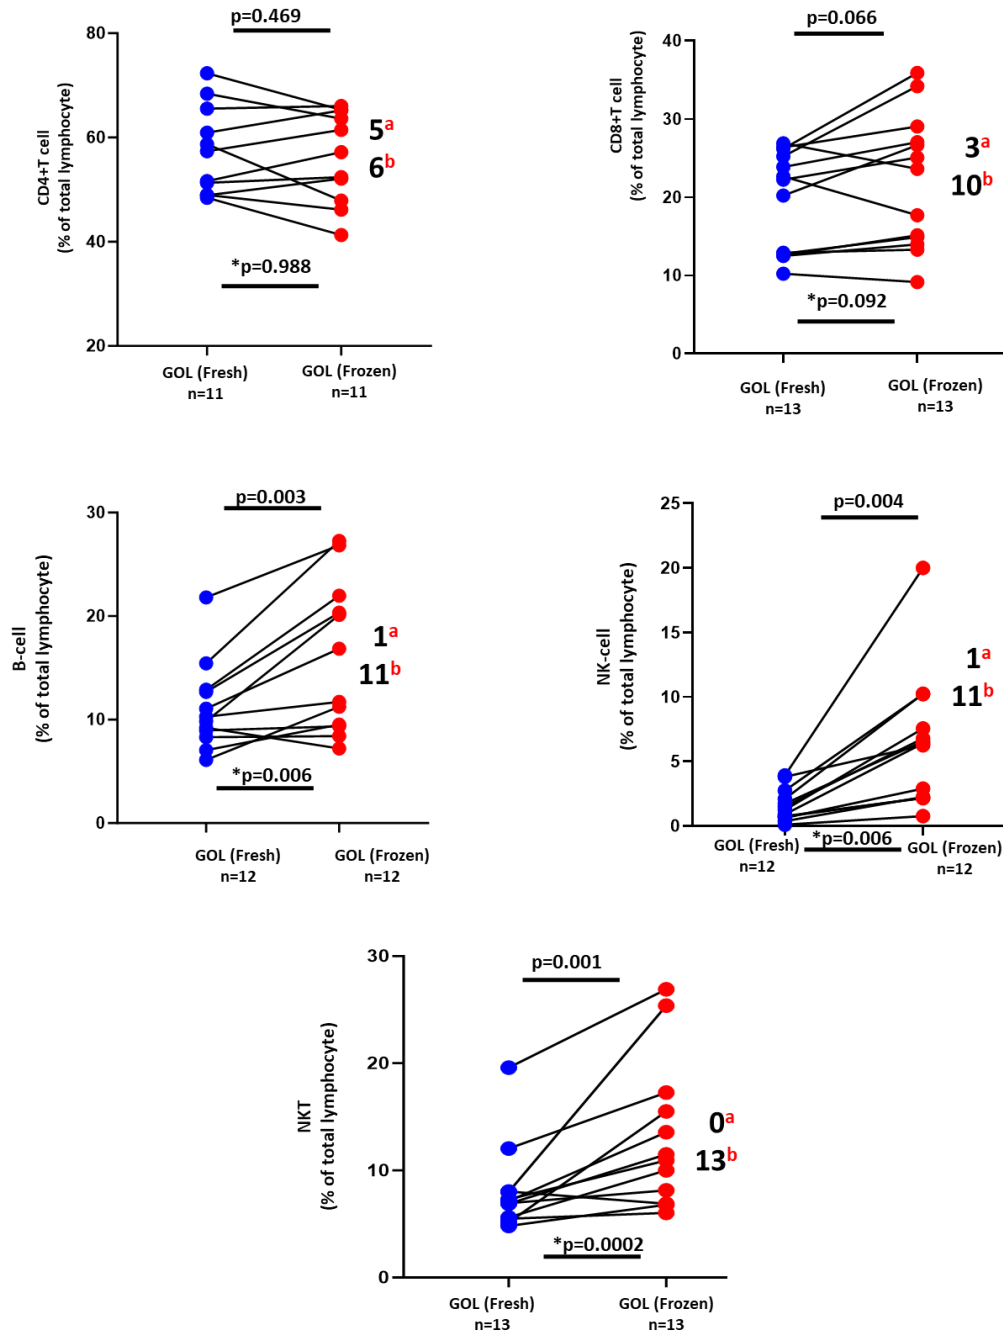 p=0.469
80
60
40
20
CD4+T cell
(% of total lymphocyte)
5a
6b
*p=0.988
GOL (Fresh)
n=11
GOL (Frozen)
n=11
p=0.066
40
30
20
10
0
CD8+T cell
(% of total lymphocyte)
3a
10b
*p=0.092
GOL (Fresh)
n=13
GOL (Frozen)
n=13
p=0.003
30
20
10
0
B-cell
(% of total lymphocyte)
1a
11b
*p=0.006
GOL (Fresh)
n=12
GOL (Frozen)
n=12
p=0.004
25
20
15
10
5
0
NK-cell
(% of total lymphocyte)
1a
11b
*p=0.006
GOL (Fresh)
n=12
GOL (Frozen)
n=12
p=0.001
30
20
10
0
NKT
(% of total lymphocyte)
0a
13b
*p=0.0002
GOL (Fresh)
n=13
GOL (Frozen)
n=13